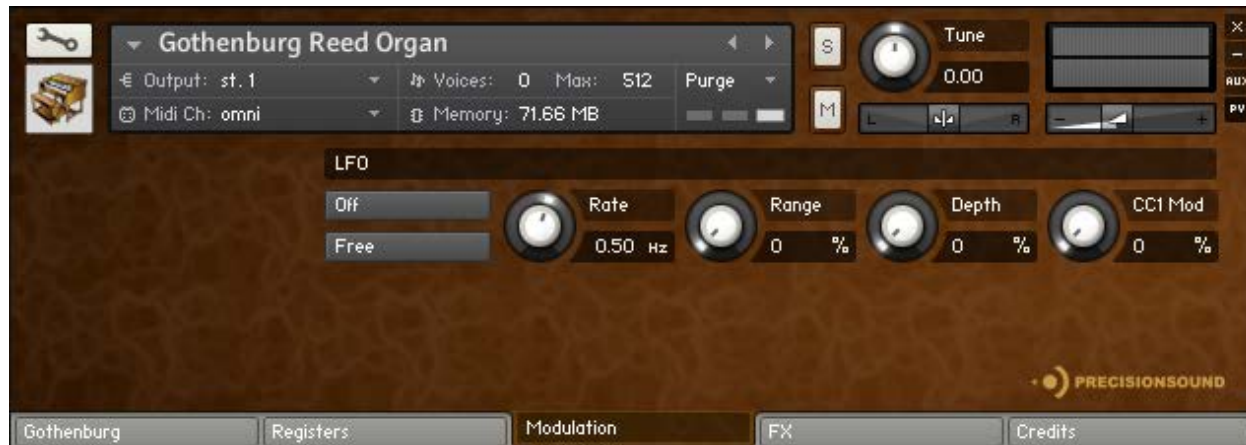 Gothenburg Reed Organ
Output: st. 1 Voices: 0 Max: 512 Purge
Midi Ch: omni Memory: 71.66 MB
S
M
Tune
0.00
L R - +
×
–
AUX
PV
LFO
Off Rate Range Depth CC1 Mod
Free 0.50 Hz 0 % 0 % 0 %
PRECISIONSOUND
Gothenburg Registers Modulation FX Credits